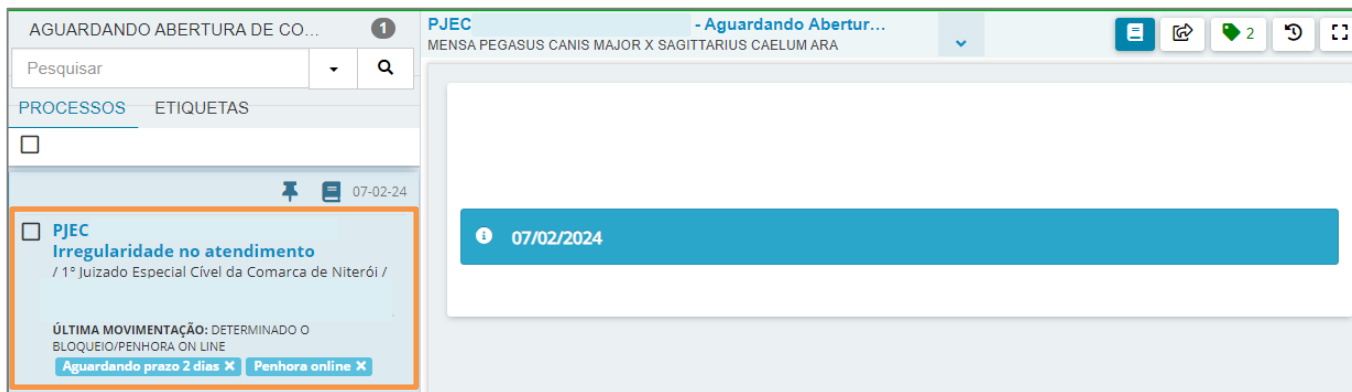 AGUARDANDO ABERTURA DE CO... 1
Pesquisar
PROCESSOS ETIQUETAS
07-02-24
PJEC
Irregularidade no atendimento
/ 1º Juizado Especial Cível da Comarca de Niterói /
ÚLTIMA MOVIMENTAÇÃO: DETERMINADO O
BLOQUEIO/PENHORA ON LINE
Aguardando prazo 2 dias X Penhora online X
PJEC - Aguardando Abertur...
MENSA PEGASUS CANIS MAJOR X SAGITTARIUS CAELUM ARA
2
07/02/2024